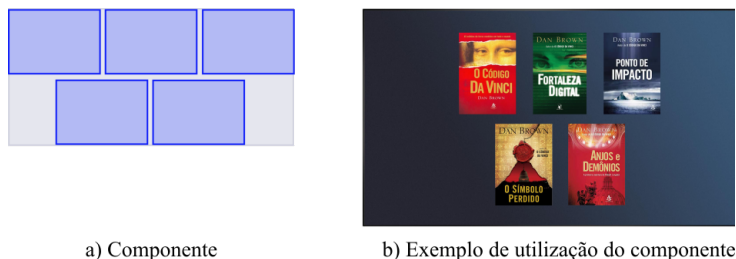 DAN BROWN
O CÓDIGO
DA VINCI
DAN BROWN
FORTALEZA
DIGITAL
DAN BROWN
PONTO DE
IMPACTO
DAN BROWN
O SÍMBOLO
PERDIDO
DAN BROWN
ANJOS e
DEMÔNIOS
a) Componente
b) Exemplo de utilização do componente